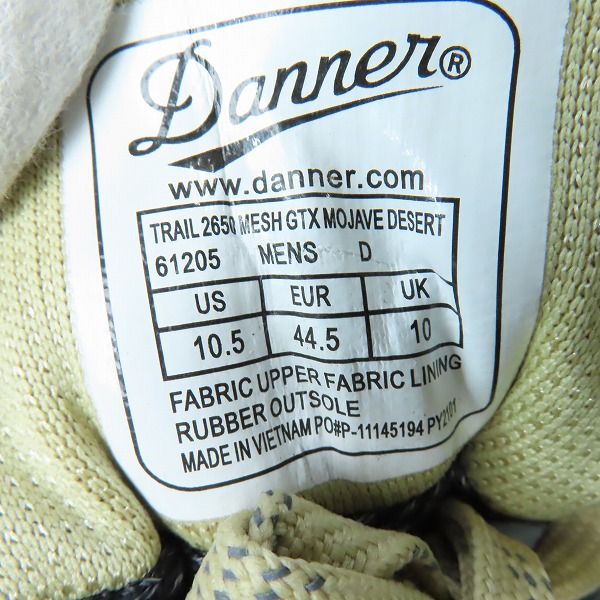 Danner®
www.danner.com
TRAIL 2650 MESH GTX MOJAVE DESERT
61205 MENS D
US EUR UK
10.5 44.5 10
FABRIC UPPER FABRIC LINING
RUBBER OUTSOLE
MADE IN VIETNAM PO#P-11145194 PY2101